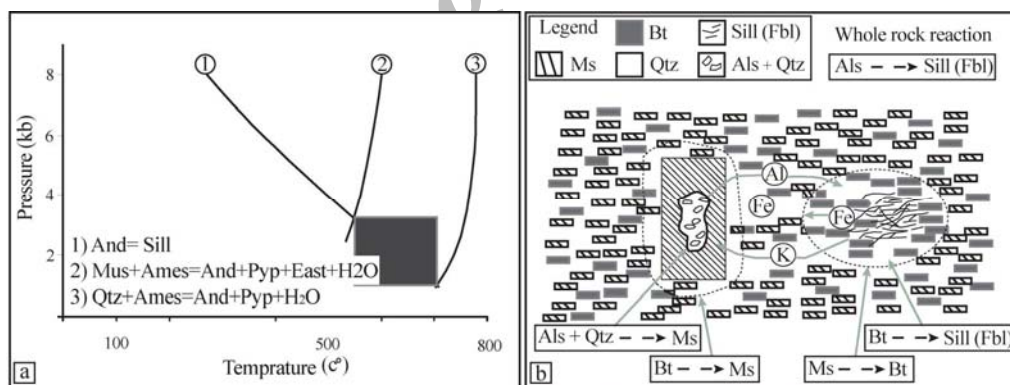 8
6
4
2
Pressure (kb)
1
2
3
1) And= Sill
2) Mus+Ames=And+Pyp+East+H2O
3) Qtz+Ames=And+Pyp+H₂O
100
500
800
Temprature (c°)
a
Legend
Bt
Sill (Fbl)
Ms
Qtz
Als + Qtz
Whole rock reaction
Als --➔ Sill (Fbl)
Al
Fe
Fe
K
Als + Qtz --➔ Ms
Bt --➔ Ms
Bt --➔ Sill (Fbl)
Ms --➔ Bt
b